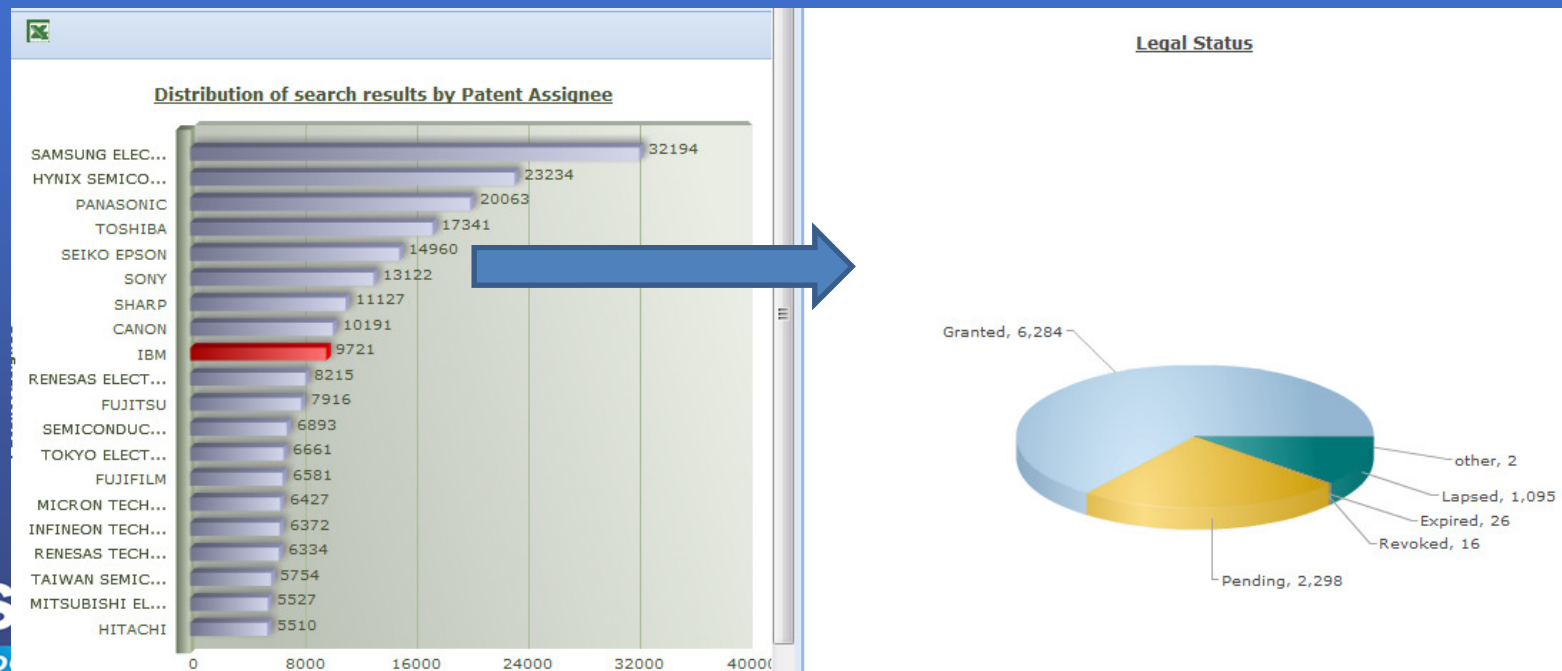 Distribution of search results by Patent Assignee
SAMSUNG ELEC... 32194
HYNIX SEMICO... 23234
PANASONIC 20063
TOSHIBA 17341
SEIKO EPSON 14960
SONY 13122
SHARP 11127
CANON 10191
IBM 9721
RENESAS ELECT... 8215
FUJITSU 7916
SEMICONDUC... 6893
TOKYO ELECT... 6661
FUJIFILM 6581
MICRON TECH... 6427
INFINEON TECH... 6372
RENESAS TECH... 6334
TAIWAN SEMIC... 5754
MITSUBISHI EL... 5527
HITACHI 5510
0 8000 16000 24000 32000 40000
Legal Status
Granted, 6,284
other, 2
Lapsed, 1,095
Expired, 26
Revoked, 16
Pending, 2,298